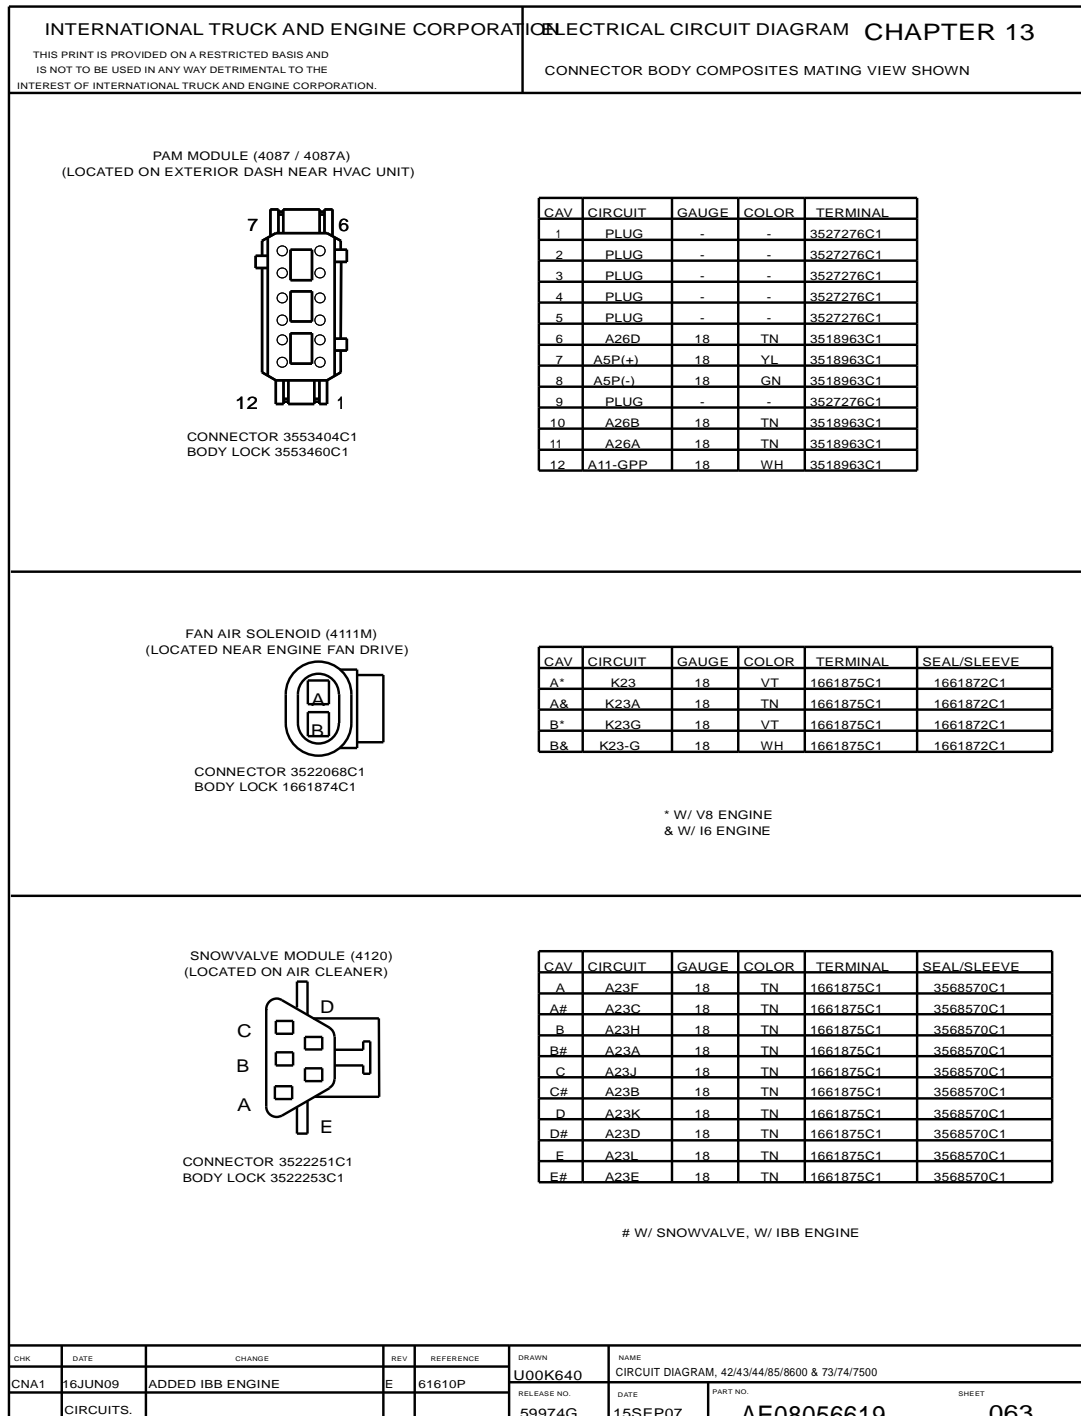 INTERNATIONAL TRUCK AND ENGINE CORPORATION
THIS PRINT IS PROVIDED ON A RESTRICTED BASIS AND
IS NOT TO BE USED IN ANY WAY DETRIMENTAL TO THE
INTEREST OF INTERNATIONAL TRUCK AND ENGINE CORPORATION.
ELECTRICAL CIRCUIT DIAGRAM CHAPTER 13
CONNECTOR BODY COMPOSITES MATING VIEW SHOWN
PAM MODULE (4087 / 4087A)
(LOCATED ON EXTERIOR DASH NEAR HVAC UNIT)
7 6
12 1
CONNECTOR 3553404C1
BODY LOCK 3553460C1
CAV CIRCUIT GAUGE COLOR TERMINAL
1 PLUG - - 3527276C1
2 PLUG - - 3527276C1
3 PLUG - - 3527276C1
4 PLUG - - 3527276C1
5 PLUG - - 3527276C1
6 A26D 18 TN 3518963C1
7 A5P(+) 18 YL 3518963C1
8 A5P(-) 18 GN 3518963C1
9 PLUG - - 3527276C1
10 A26B 18 TN 3518963C1
11 A26A 18 TN 3518963C1
12 A11-GPP 18 WH 3518963C1
FAN AIR SOLENOID (4111M)
(LOCATED NEAR ENGINE FAN DRIVE)
A
B
CONNECTOR 3522068C1
BODY LOCK 1661874C1
CAV CIRCUIT GAUGE COLOR TERMINAL SEAL/SLEEVE
A* K23 18 VT 1661875C1 1661872C1
A& K23A 18 TN 1661875C1 1661872C1
B* K23G 18 VT 1661875C1 1661872C1
B& K23-G 18 WH 1661875C1 1661872C1
* W/ V8 ENGINE
& W/ I6 ENGINE
SNOWVALVE MODULE (4120)
(LOCATED ON AIR CLEANER)
D
C
B
A
E
CONNECTOR 3522251C1
BODY LOCK 3522253C1
CAV CIRCUIT GAUGE COLOR TERMINAL SEAL/SLEEVE
A A23F 18 TN 1661875C1 3568570C1
A# A23C 18 TN 1661875C1 3568570C1
B A23H 18 TN 1661875C1 3568570C1
B# A23A 18 TN 1661875C1 3568570C1
C A23J 18 TN 1661875C1 3568570C1
C# A23B 18 TN 1661875C1 3568570C1
D A23K 18 TN 1661875C1 3568570C1
D# A23D 18 TN 1661875C1 3568570C1
E A23L 18 TN 1661875C1 3568570C1
E# A23E 18 TN 1661875C1 3568570C1
# W/ SNOWVALVE, W/ IBB ENGINE
CHK DATE CHANGE REV REFERENCE
CNA1 16JUN09 ADDED IBB ENGINE E 61610P
CIRCUITS.
DRAWN
U00K640
NAME
CIRCUIT DIAGRAM, 42/43/44/85/8600 & 73/74/7500
RELEASE NO. DATE PART NO. SHEET
59974G 15SEP07 AE08056619 063